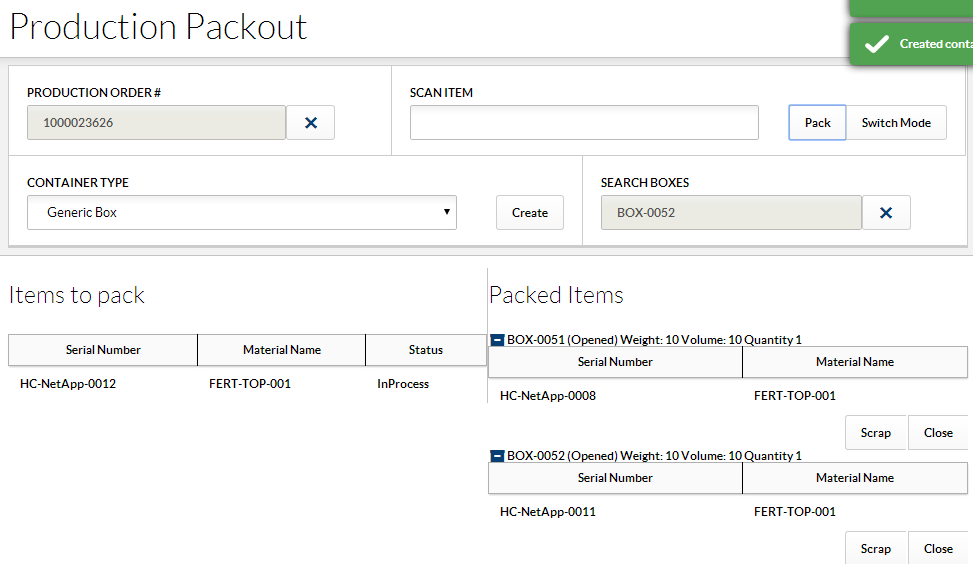 Production Packout
Created conta
PRODUCTION ORDER #
SCAN ITEM
1000023626
Pack
Switch Mode
CONTAINER TYPE
SEARCH BOXES
Generic Box
Create
BOX-0052
Items to pack
Packed Items
BOX-0051 (Opened) Weight: 10 Volume: 10 Quantity 1
Serial Number Material Name Status
Serial Number Material Name
HC-NetApp-0012 FERT-TOP-001 InProcess
HC-NetApp-0008 FERT-TOP-001
Scrap Close
BOX-0052 (Opened) Weight: 10 Volume: 10 Quantity 1
Serial Number Material Name
HC-NetApp-0011 FERT-TOP-001
Scrap Close